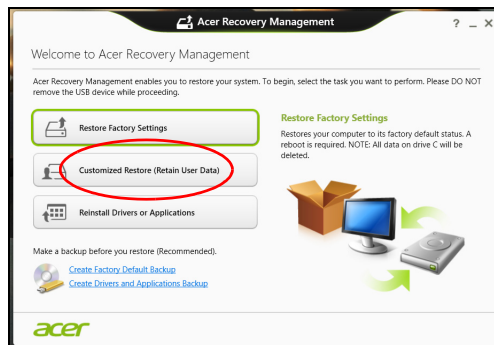 Acer Recovery Management
? _ X
Welcome to Acer Recovery Management
Acer Recovery Management enables you to restore your system. To begin, select the task you want to perform. Please DO NOT
remove the USB device while proceeding.
Restore Factory Settings
Customized Restore (Retain User Data)
Reinstall Drivers or Applications
Restore Factory Settings
Restores your computer to its factory default status. A
reboot is required. NOTE: All data on drive C will be
deleted.
Make a backup before you restore (Recommended).
Create Factory Default Backup
Create Drivers and Applications Backup
acer